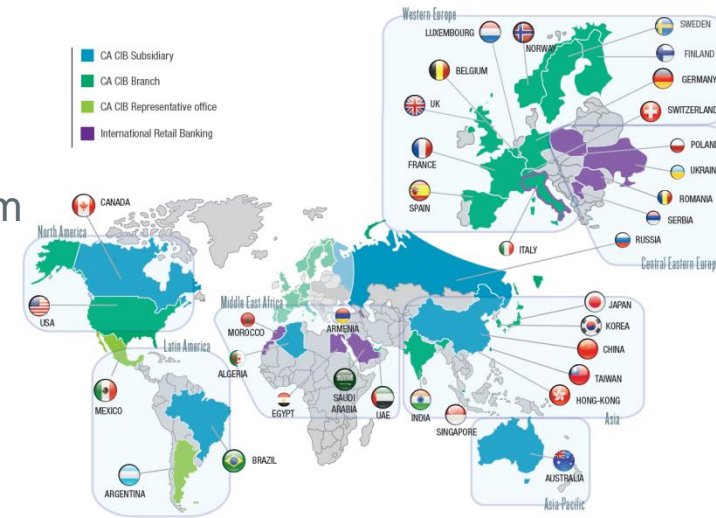 CA CIB Subsidiary
CA CIB Branch
CA CIB Representative office
International Retail Banking
Western Europe
LUXEMBOURG
NORWAY
SWEDEN
FINLAND
BELGIUM
GERMANY
UK
SWITZERLAND
FRANCE
POLAND
UKRAIN
SPAIN
ROMANIA
SERBIA
ITALY
RUSSIA
Central Eastern Europe
m
CANADA
North America
USA
Latin America
MEXICO
BRAZIL
ARGENTINA
Middle East Africa
MOROCCO
ARMENIA
ALGERIA
EGYPT
SAUDI
ARABIA
UAE
JAPAN
KOREA
CHINA
TAIWAN
HONG-KONG
INDIA
SINGAPORE
Asia
AUSTRALIA
Asia-Pacific